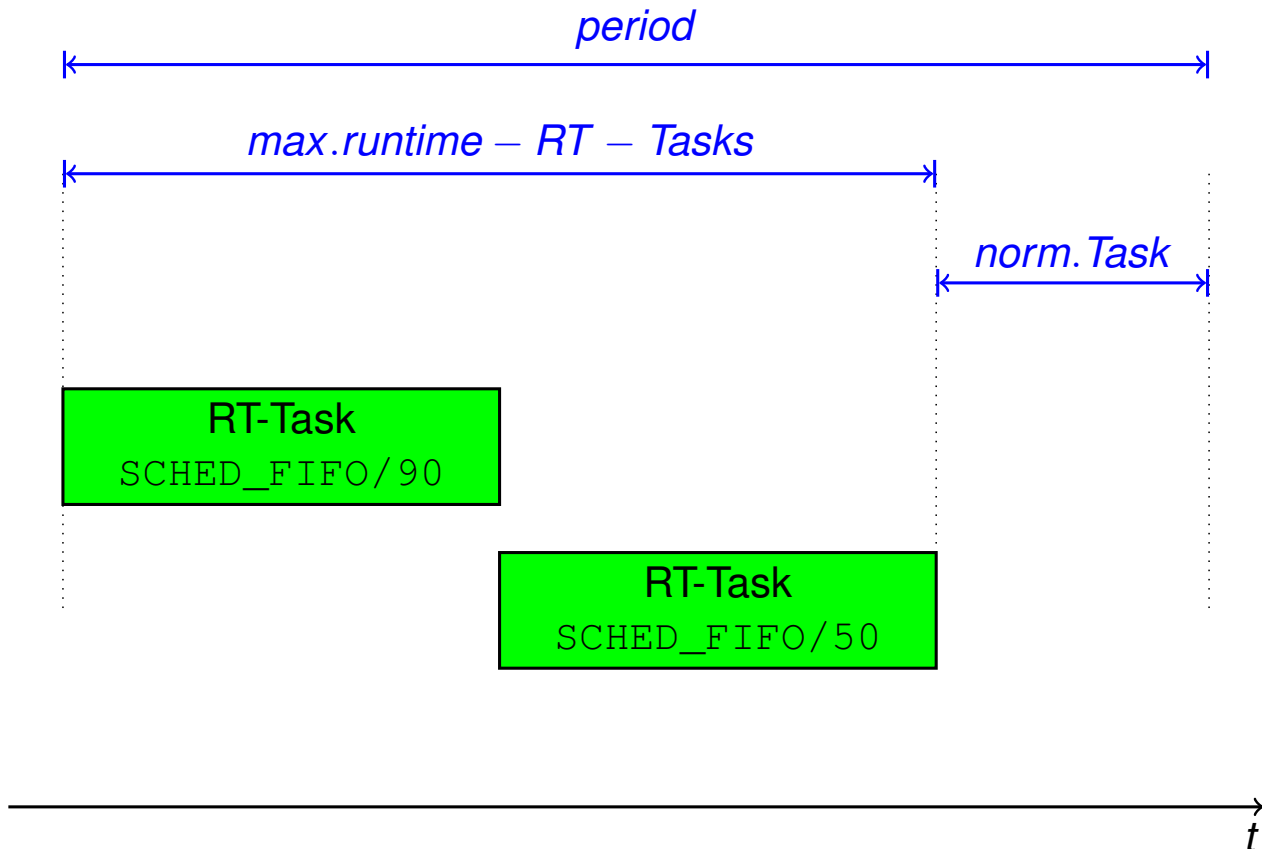 period
max.runtime – RT – Tasks
norm.Task
RT-Task
SCHED_FIFO/90
RT-Task
SCHED_FIFO/50
t